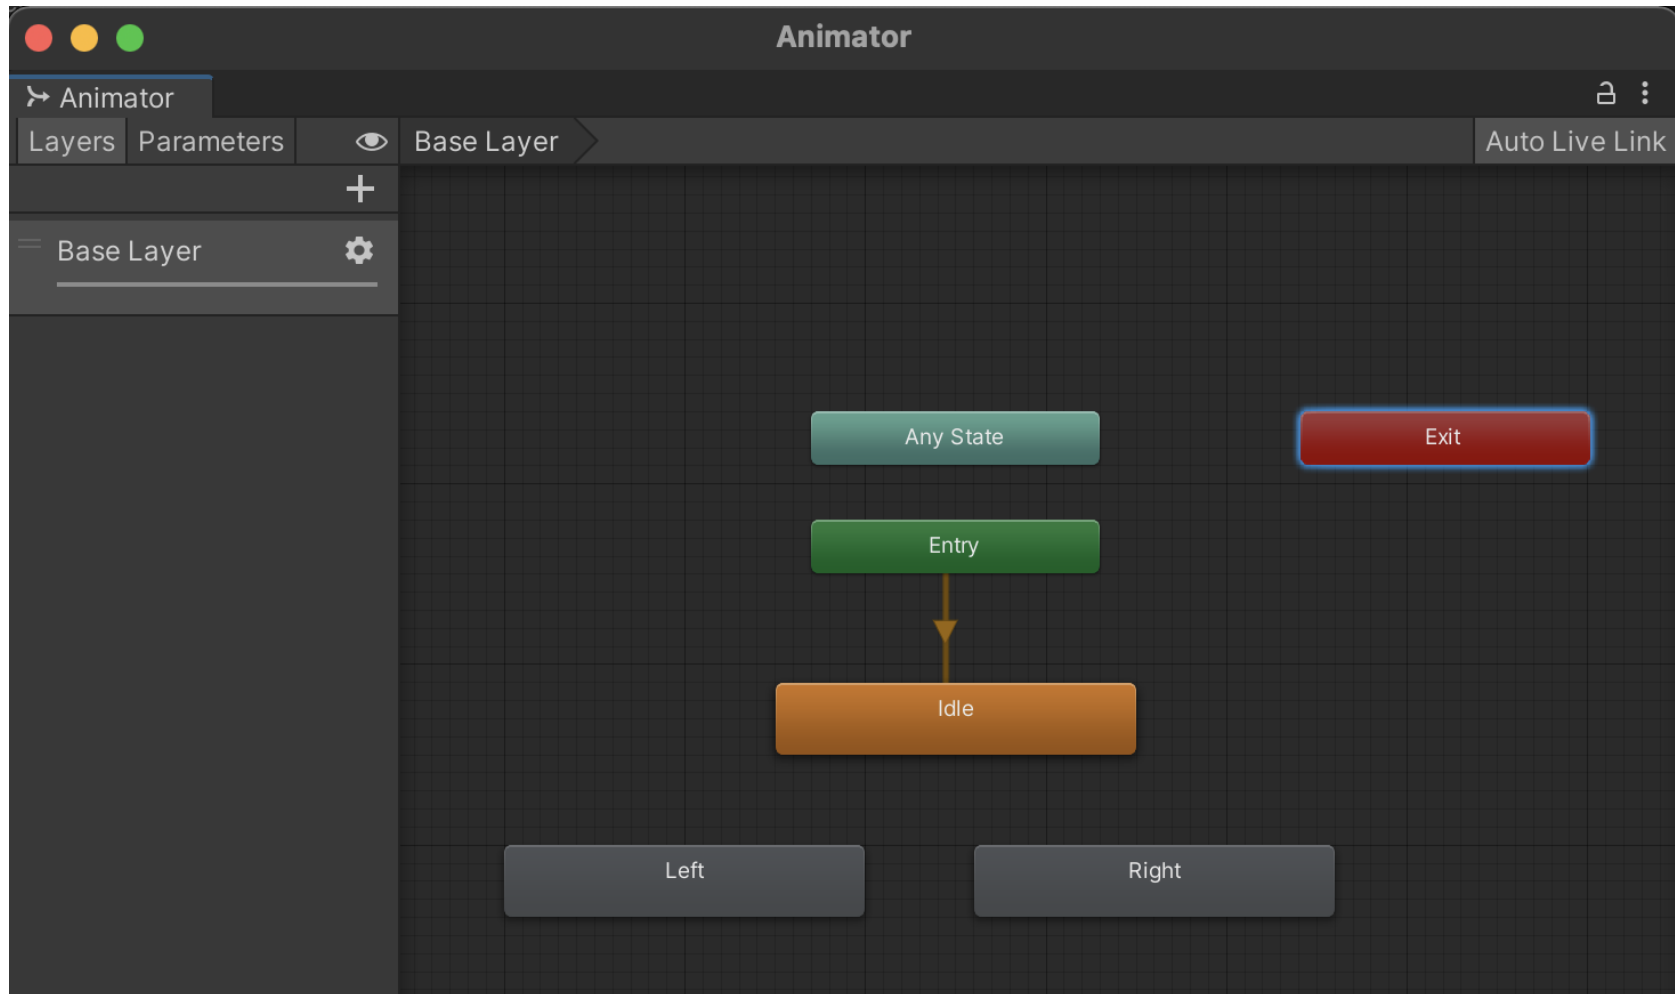 Animator
Animator
Layers Parameters Base Layer Auto Live Link
Base Layer
Any State Exit
Entry
Idle
Left Right